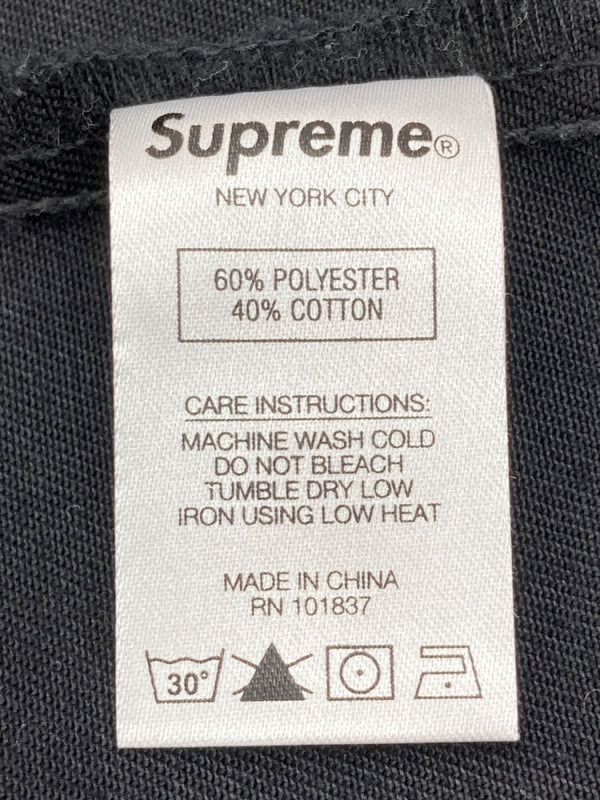 Supreme®
NEW YORK CITY
60% POLYESTER
40% COTTON
CARE INSTRUCTIONS:
MACHINE WASH COLD
DO NOT BLEACH
TUMBLE DRY LOW
IRON USING LOW HEAT
MADE IN CHINA
RN 101837
30°